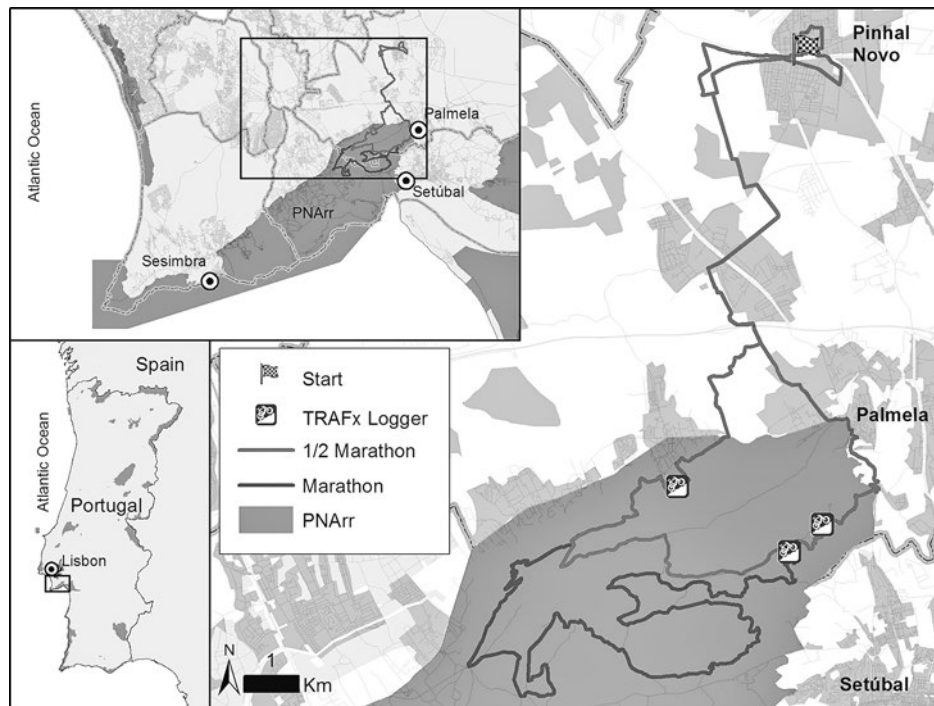 Atlantic Ocean
Palmela
Setúbal
PNArr
Sesimbra
Pinhal
Novo
Spain
Atlantic Ocean
Portugal
Lisbon
Start
TRAFx Logger
1/2 Marathon
Marathon
PNArr
Palmela
Setúbal
N
1
Km